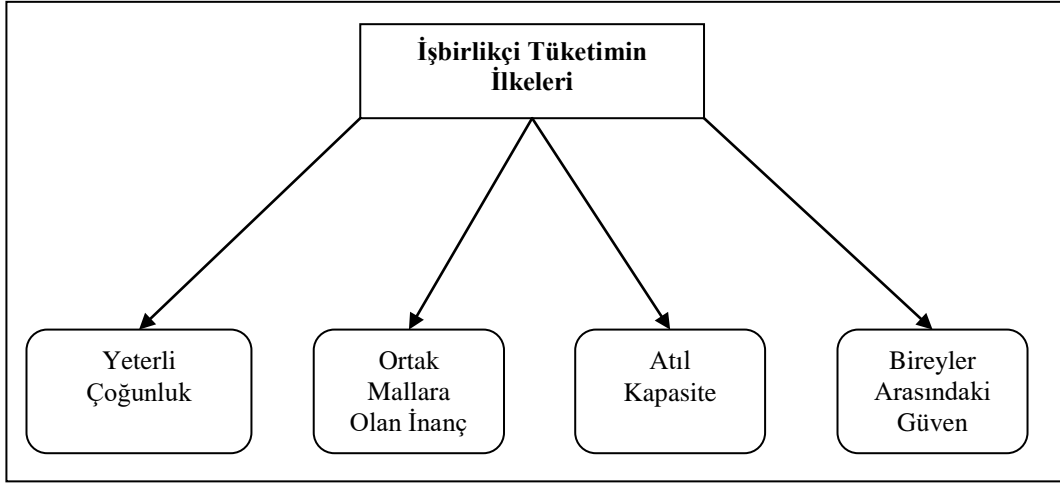 İşbirlikçi Tüketimin
İlkeleri
Yeterli
Çoğunluk
Ortak
Mallara
Olan İnanç
Atıl
Kapasite
Bireyler
Arasındaki
Güven